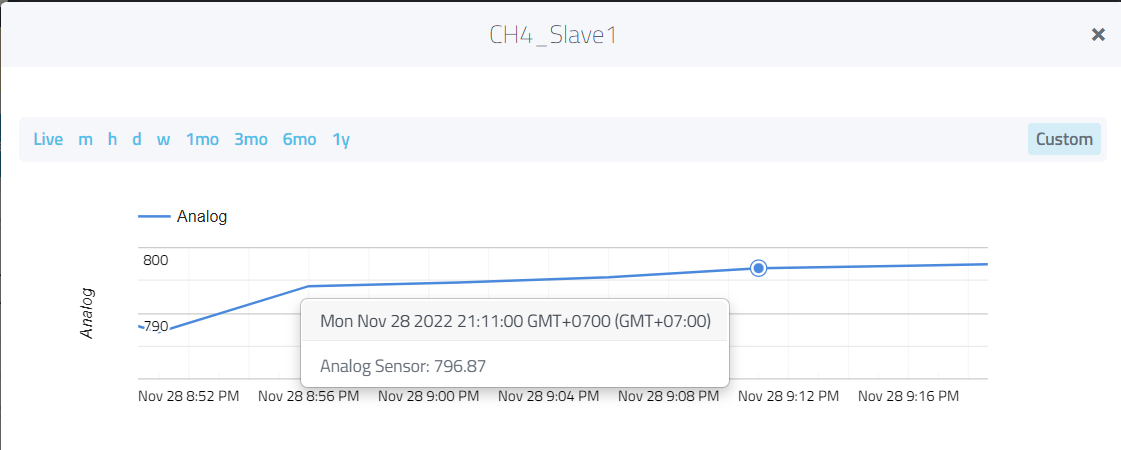 CH4_Slave1 ×
Live m h d w 1mo 3mo 6mo 1y Custom
Analog
800
790
Analog
Mon Nov 28 2022 21:11:00 GMT+0700 (GMT+07:00)
Analog Sensor: 796.87
Nov 28 8:52 PM Nov 28 8:56 PM Nov 28 9:00 PM Nov 28 9:04 PM Nov 28 9:08 PM Nov 28 9:12 PM Nov 28 9:16 PM